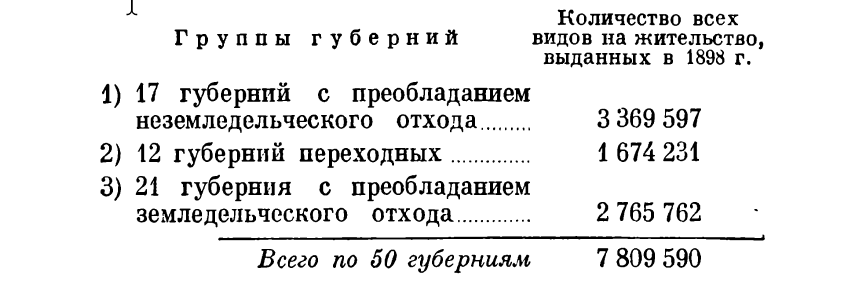 Группы губерний
Количество всех
видов на жительство,
выданных в 1898 г.
1) 17 губерний с преобладанием
неземледельческого отхода......... 3 369 597
2) 12 губерний переходных ............. 1 674 231
3) 21 губерния с преобладанием
земледельческого отхода............ 2 765 762
Всего по 50 губерниям 7 809 590